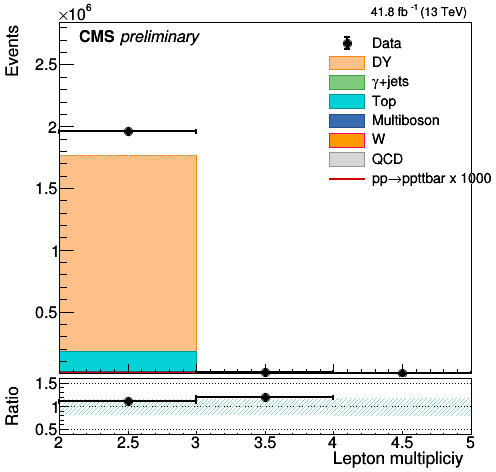 ×10⁶
41.8 fb⁻¹ (13 TeV)
CMS preliminary
Events
Data
DY
γ+jets
Top
Multiboson
W
QCD
pp→ppttbar x 1000
2.5
2
1.5
1
0.5
Ratio
1.5
1
0.5
2 2.5 3 3.5 4 4.5 5
Lepton multipliciy